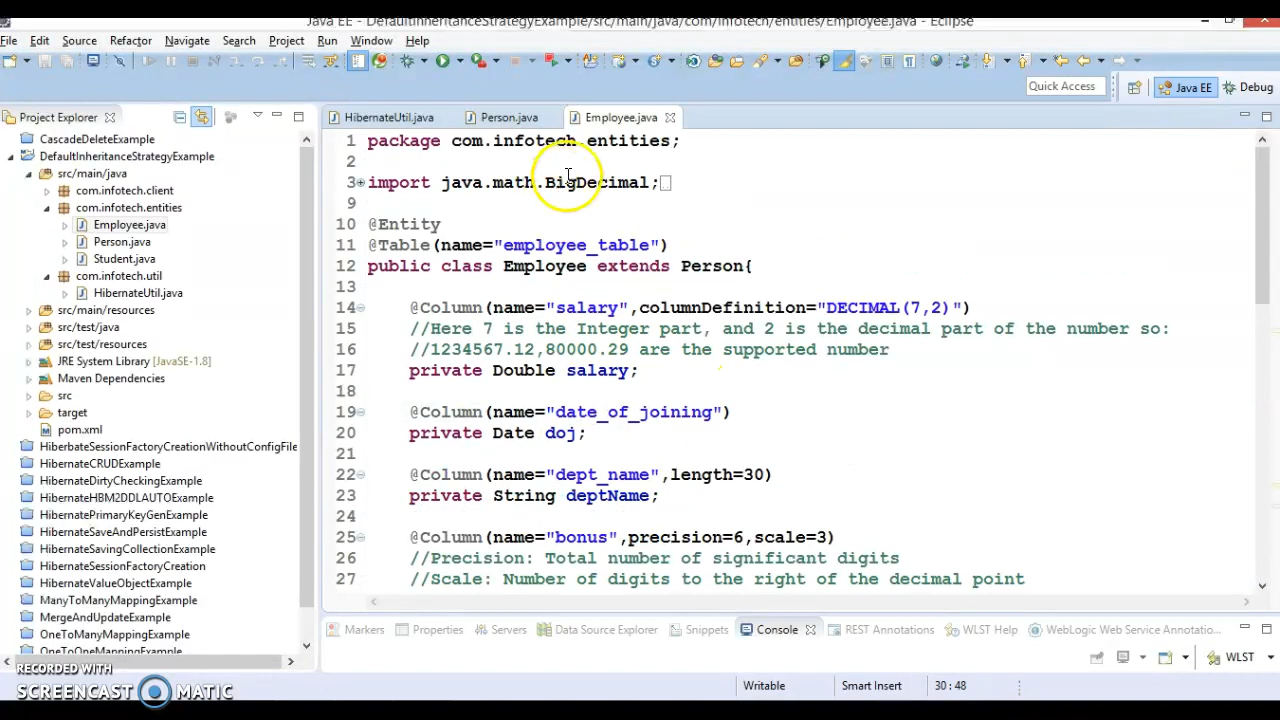 Java EE - DefaultInheritanceStrategyExample/src/main/java/com/infotech/entities/Employee.java - Eclipse
File Edit Source Refactor Navigate Search Project Run Window Help
Quick Access Java EE Debug
Project Explorer
CascadeDeleteExample
DefaultInheritanceStrategyExample
src/main/java
com.infotech.client
com.infotech.entities
Employee.java
Person.java
Student.java
com.infotech.util
HibernateUtil.java
src/main/resources
src/test/java
src/test/resources
JRE System Library [JavaSE-1.8]
Maven Dependencies
src
target
pom.xml
HiberbateSessionFactoryCreationWithoutConfigFile
HibernateCRUDExample
HibernateDirtyCheckingExample
HibernateHBM2DDLAUTOExample
HibernatePrimaryKeyGenExample
HibernateSaveAndPersistExample
HibernateSavingCollectionExample
HibernateSessionFactoryCreation
HibernateValueObjectExample
ManyToManyMappingExample
MergeAndUpdateExample
OneToManyMappingExample
OneToOneMappingExample
HibernateUtil.java Person.java Employee.java
1 package com.infotech.entities;
2
3 import java.math.BigDecimal;
9
10 @Entity
11 @Table(name="employee_table")
12 public class Employee extends Person{
13
14 @Column(name="salary",columnDefinition="DECIMAL(7,2)")
15 //Here 7 is the Integer part, and 2 is the decimal part of the number so:
16 //1234567.12,80000.29 are the supported number
17 private Double salary;
18
19 @Column(name="date_of_joining")
20 private Date doj;
21
22 @Column(name="dept_name",length=30)
23 private String deptName;
24
25 @Column(name="bonus",precision=6,scale=3)
26 //Precision: Total number of significant digits
27 //Scale: Number of digits to the right of the decimal point
Markers Properties Servers Data Source Explorer Snippets Console REST Annotations WLST Help WebLogic Web Service Annotatio...
WLST
Writable Smart Insert 30 : 48
RECORDED WITH
SCREENCAST MATIC